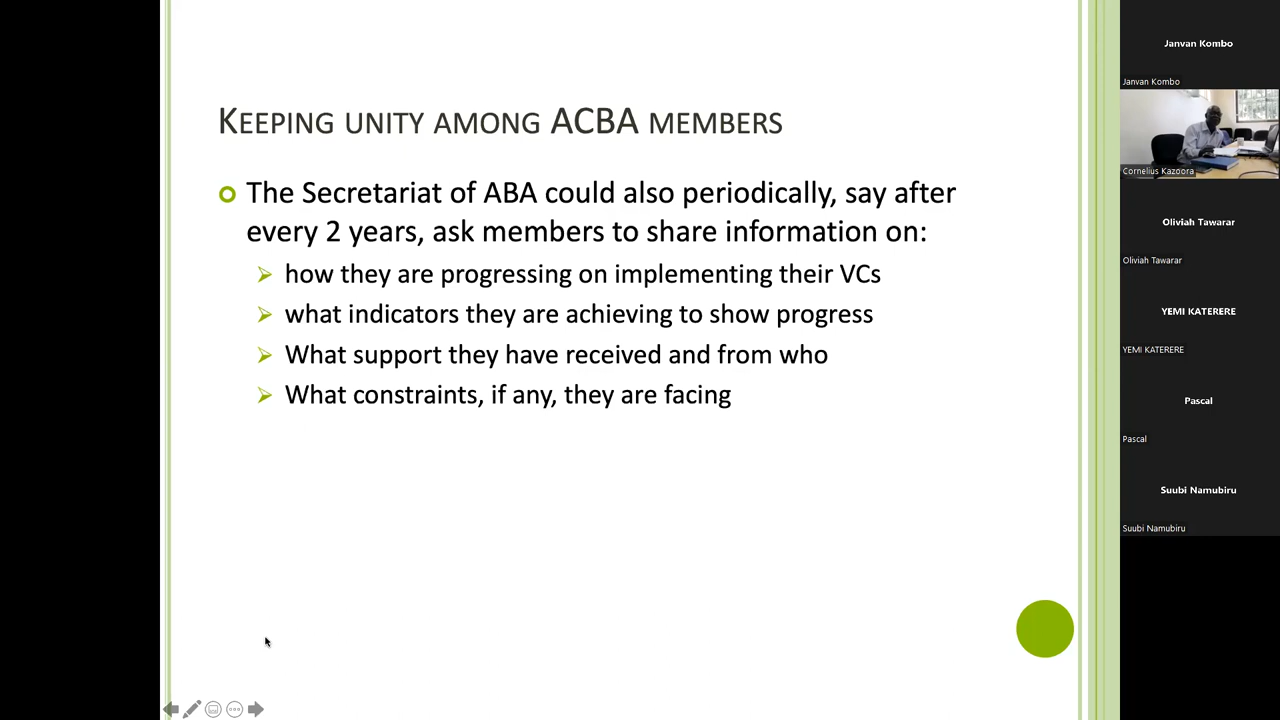 KEEPING UNITY AMONG ACBA MEMBERS
The Secretariat of ABA could also periodically, say after
every 2 years, ask members to share information on:
how they are progressing on implementing their VCs
what indicators they are achieving to show progress
What support they have received and from who
What constraints, if any, they are facing
Janvan Kombo
Janvan Kombo
Cornelius Kazoora
Oliviah Tawarar
Oliviah Tawarar
YEMI KATERERE
YEMI KATERERE
Pascal
Pascal
Suubi Namubiru
Suubi Namubiru